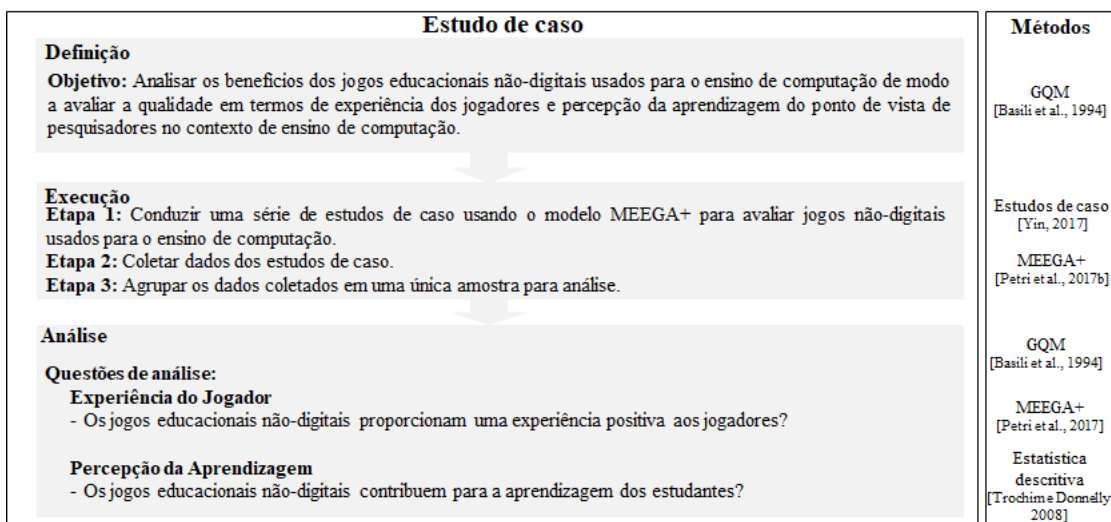 Estudo de caso
Definição
Objetivo: Analisar os benefícios dos jogos educacionais não-digitais usados para o ensino de computação de modo
a avaliar a qualidade em termos de experiência dos jogadores e percepção da aprendizagem do ponto de vista de
pesquisadores no contexto de ensino de computação.
Execução
Etapa 1: Conduzir uma série de estudos de caso usando o modelo MEEGA+ para avaliar jogos não-digitais
usados para o ensino de computação.
Etapa 2: Coletar dados dos estudos de caso.
Etapa 3: Agrupar os dados coletados em uma única amostra para análise.
Análise
Questões de análise:
Experiência do Jogador
- Os jogos educacionais não-digitais proporcionam uma experiência positiva aos jogadores?
Percepção da Aprendizagem
- Os jogos educacionais não-digitais contribuem para a aprendizagem dos estudantes?
Métodos
GQM
[Basili et al., 1994]
Estudos de caso
[Yin, 2017]
MEEGA+
[Petri et al., 2017b]
GQM
[Basili et al., 1994]
MEEGA+
[Petri et al., 2017]
Estatística
descritiva
[Trochim e Donnelly
2008]